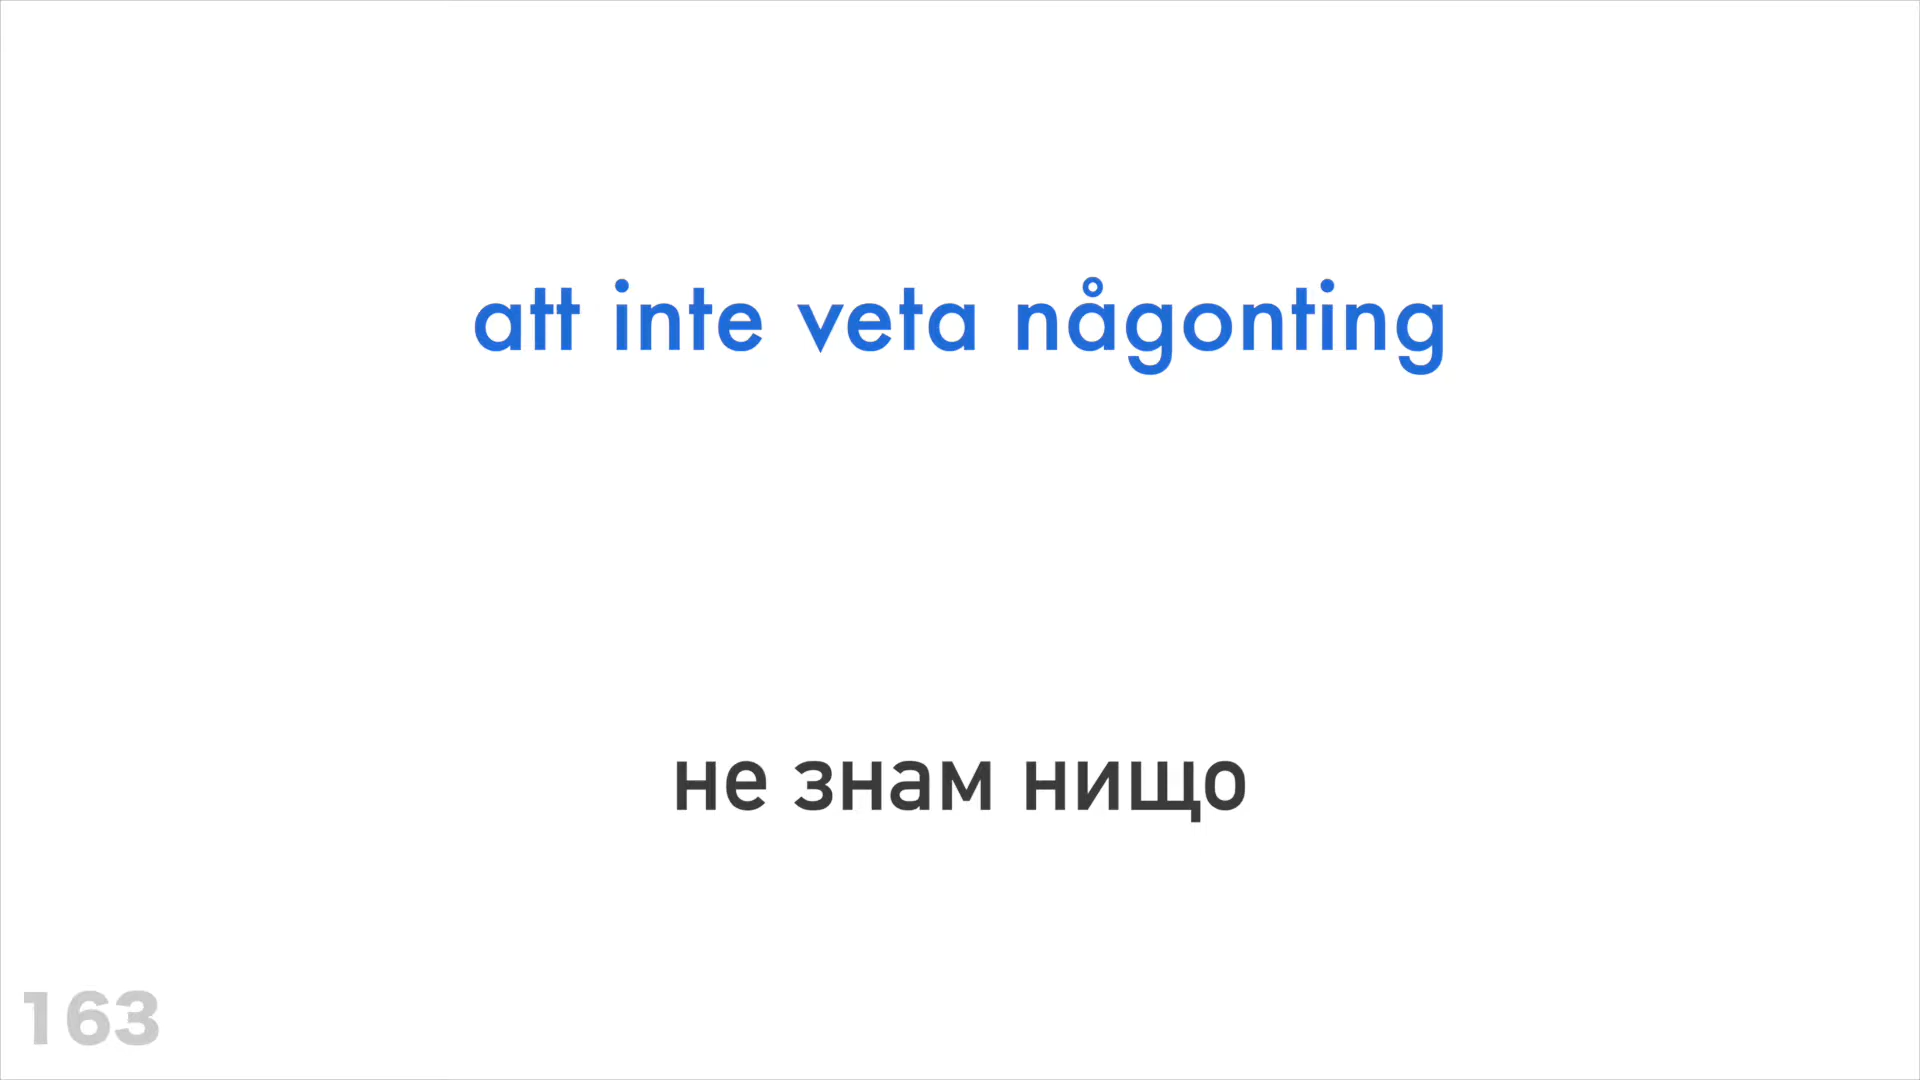 att inte veta någonting
не знам нищо
163